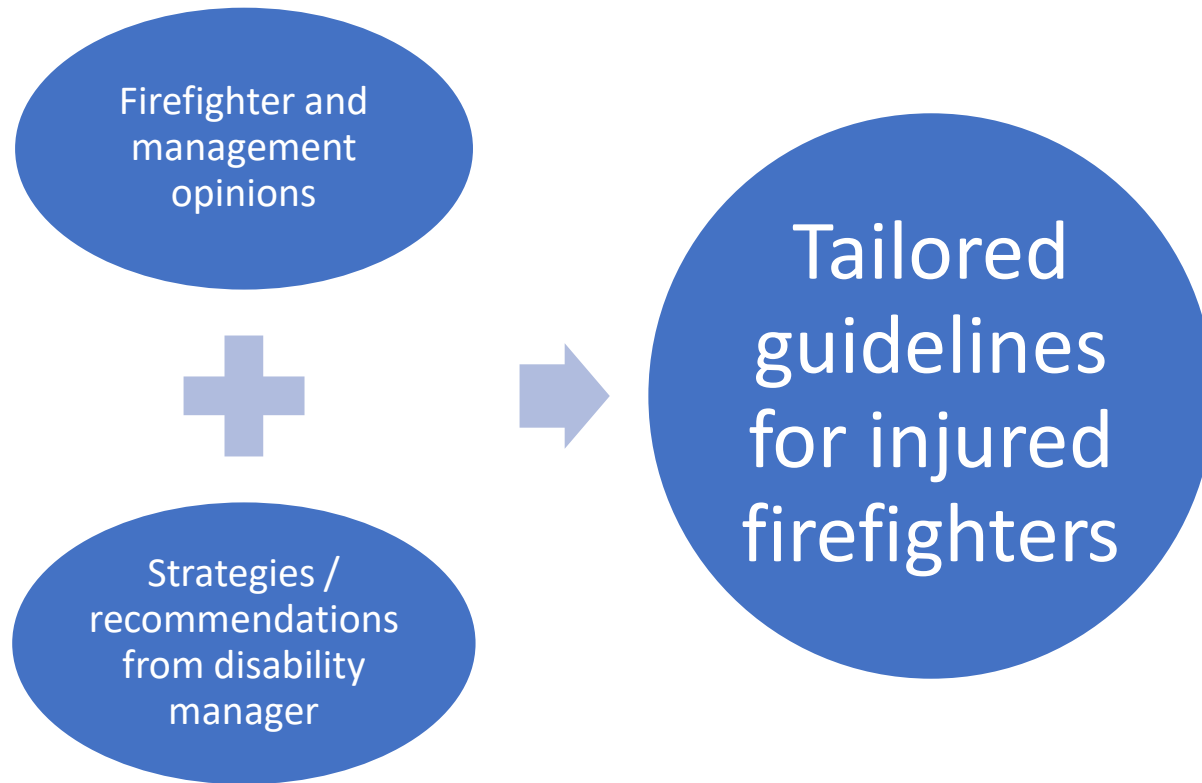 Firefighter and
management
opinions
Strategies /
recommendations
from disability
manager
Tailored
guidelines
for injured
firefighters